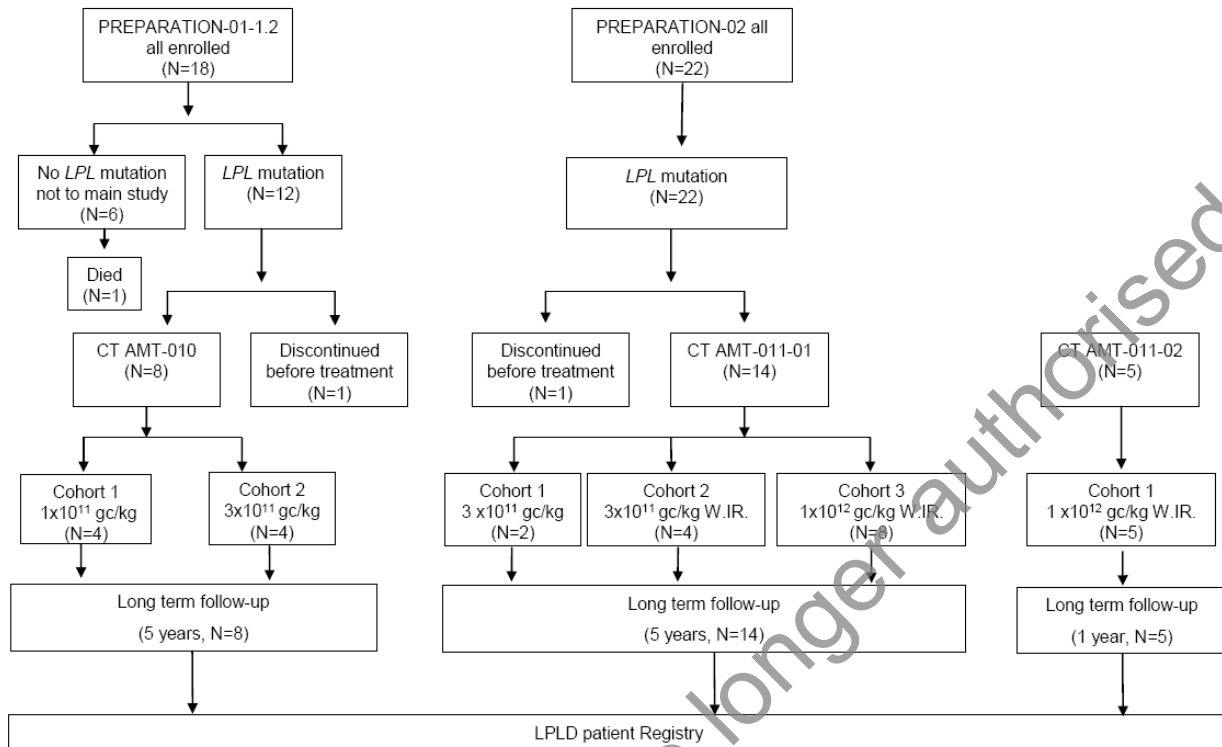 PREPARATION-01-1.2
all enrolled
(N=18)
PREPARATION-02 all
enrolled
(N=22)
No LPL mutation
not to main study
(N=6)
LPL mutation
(N=12)
LPL mutation
(N=22)
Died
(N=1)
CT AMT-010
(N=8)
Discontinued
before treatment
(N=1)
Discontinued
before treatment
(N=1)
CT AMT-011-01
(N=14)
CT AMT-011-02
(N=5)
Cohort 1
1x10¹¹ gc/kg
(N=4)
Cohort 2
3x10¹¹ gc/kg
(N=4)
Cohort 1
3 x10¹¹ gc/kg
(N=2)
Cohort 2
3x10¹¹ gc/kg W.IR.
(N=4)
Cohort 3
1x10¹² gc/kg W.IR.
(N=8)
Cohort 1
1 x10¹² gc/kg W.IR.
(N=5)
Long term follow-up
(5 years, N=8)
Long term follow-up
(5 years, N=14)
Long term follow-up
(1 year, N=5)
LPLD patient Registry
longer authorised